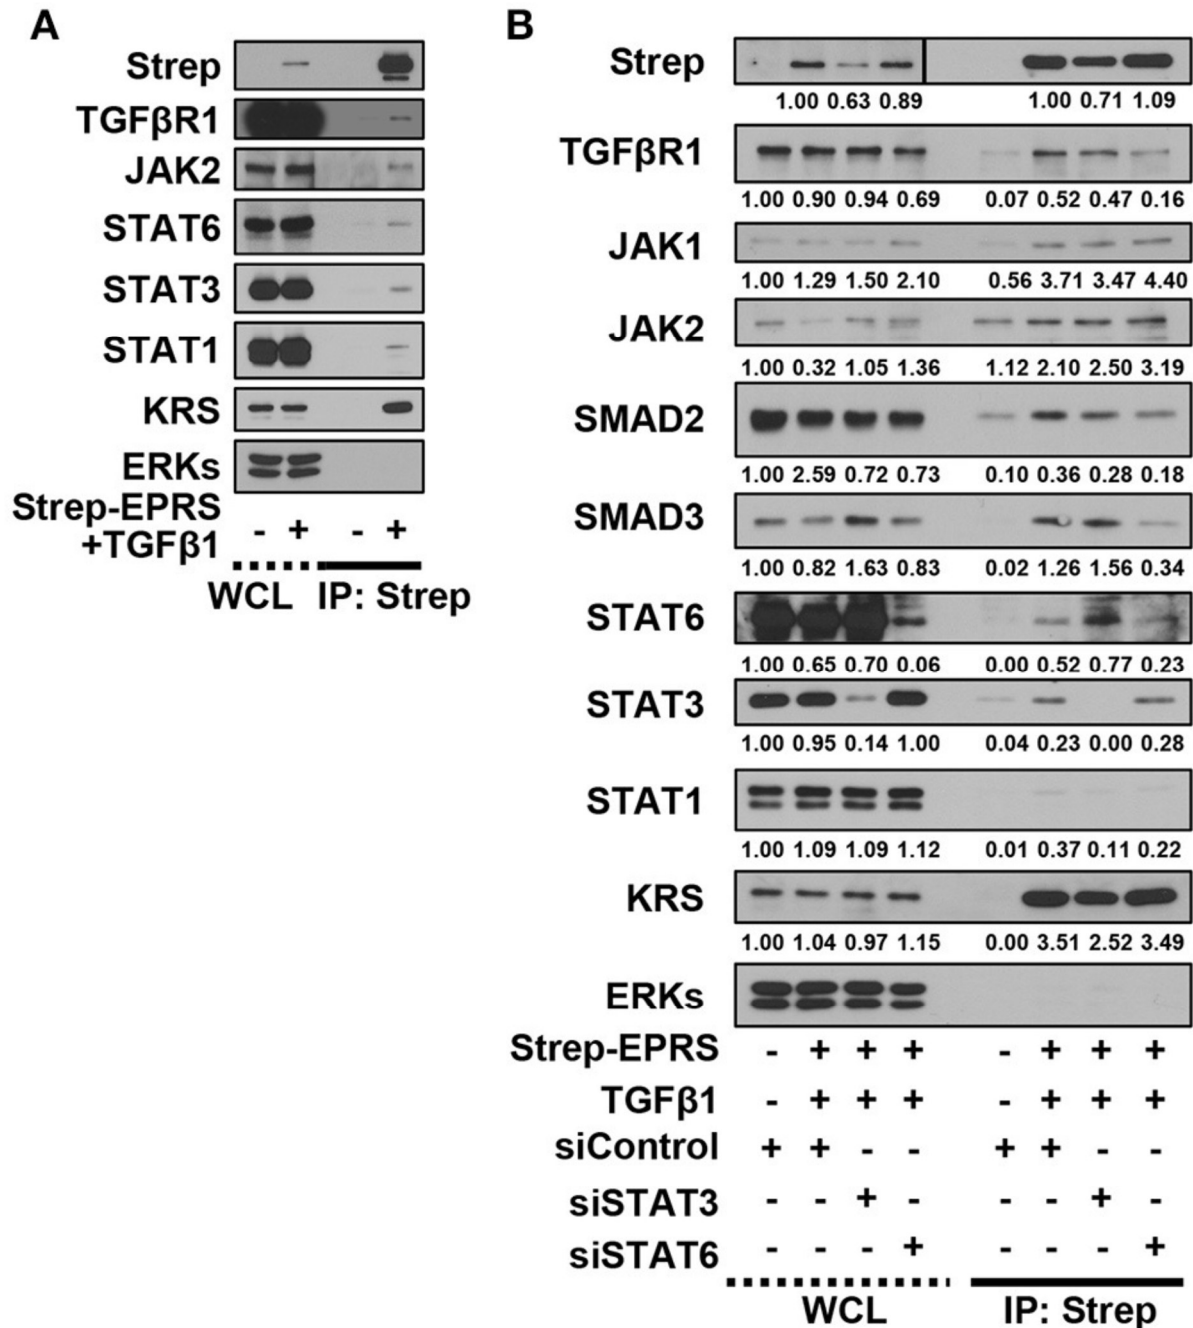 A
Strep
TGFβR1
JAK2
STAT6
STAT3
STAT1
KRS
ERKs
Strep-EPRS
+TGFβ1
- + - +
WCL IP: Strep
B
Strep
1.00 0.63 0.89 1.00 0.71 1.09
TGFβR1
1.00 0.90 0.94 0.69 0.07 0.52 0.47 0.16
JAK1
1.00 1.29 1.50 2.10 0.56 3.71 3.47 4.40
JAK2
1.00 0.32 1.05 1.36 1.12 2.10 2.50 3.19
SMAD2
1.00 2.59 0.72 0.73 0.10 0.36 0.28 0.18
SMAD3
1.00 0.82 1.63 0.83 0.02 1.26 1.56 0.34
STAT6
1.00 0.65 0.70 0.06 0.00 0.52 0.77 0.23
STAT3
1.00 0.95 0.14 1.00 0.04 0.23 0.00 0.28
STAT1
1.00 1.09 1.09 1.12 0.01 0.37 0.11 0.22
KRS
1.00 1.04 0.97 1.15 0.00 3.51 2.52 3.49
ERKs
Strep-EPRS - + + + - + + +
TGFβ1 - + + + - + + +
siControl + + - - + + - -
siSTAT3 - - + - - - + -
siSTAT6 - - - + - - - +
WCL IP: Strep